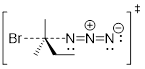 [Br N=N=N]‡
⊕ ⊖